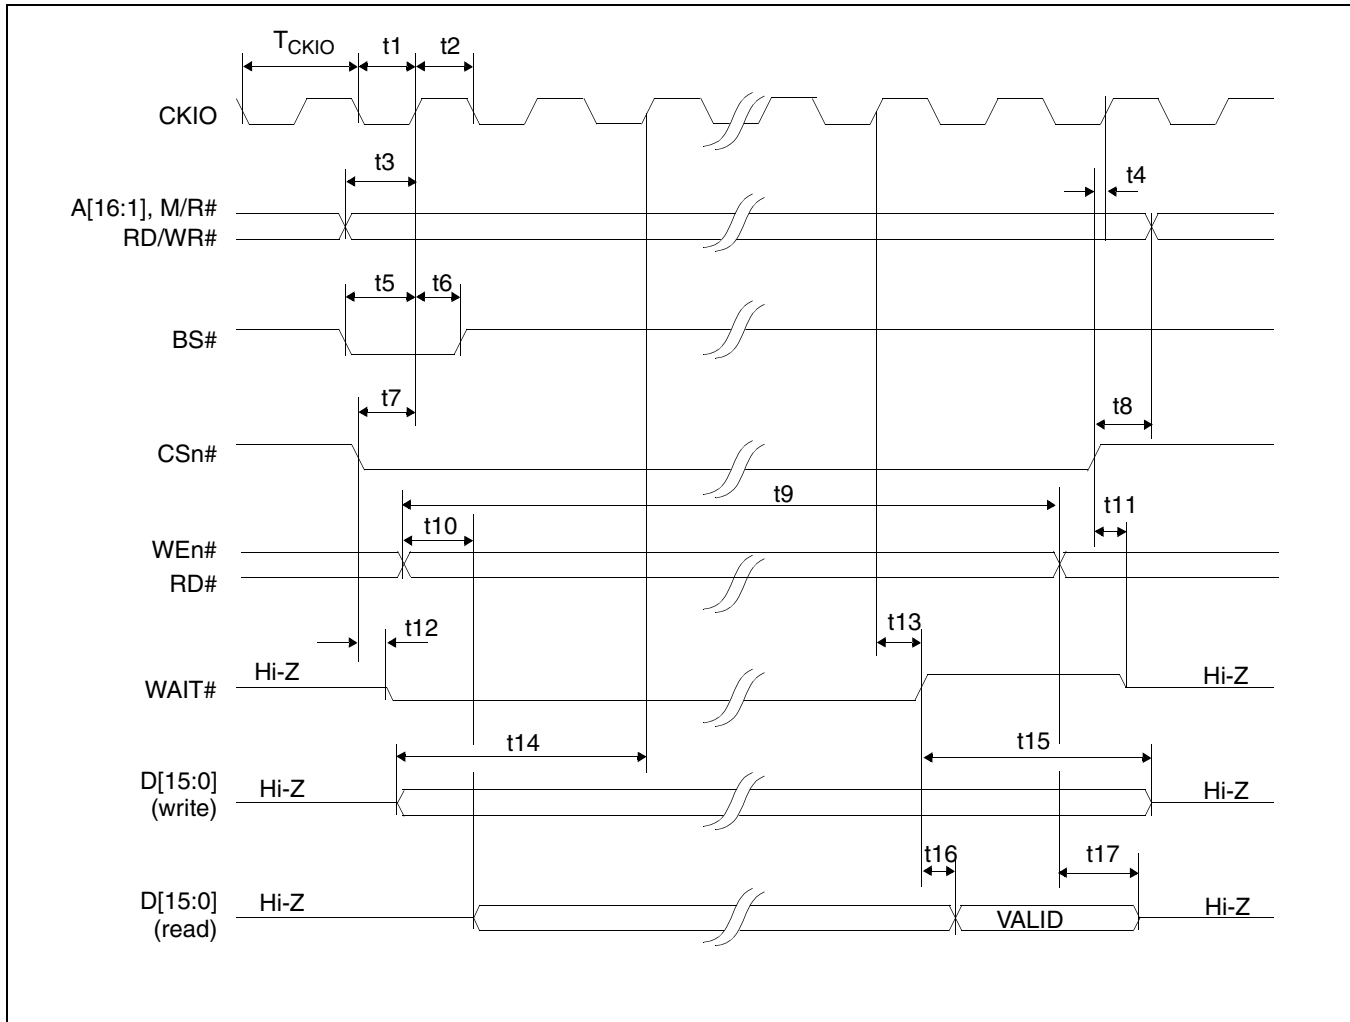 TCKIO t1 t2
CKIO
t3
t4
A[16:1], M/R#
RD/WR#
t5 t6
BS#
t7
t8
CSn#
t9
t11
t10
WEn#
RD#
t12
t13
Hi-Z
WAIT#
Hi-Z
t14
t15
D[15:0]
(write)
Hi-Z
Hi-Z
t16
t17
D[15:0]
(read)
Hi-Z
VALID
Hi-Z